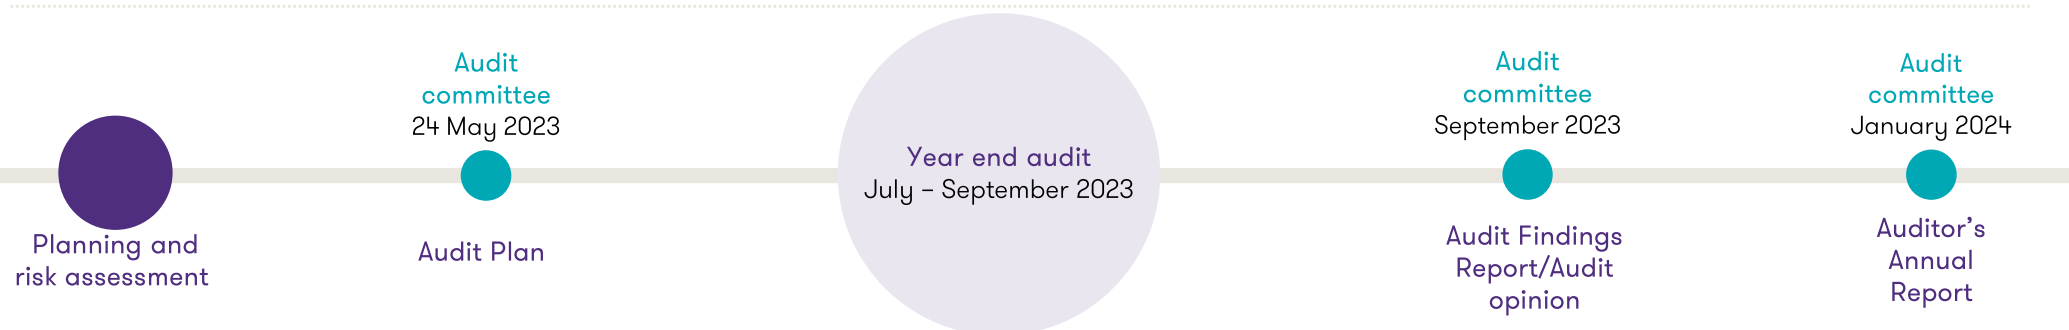 Planning and
risk assessment
Audit
committee
24 May 2023
Audit Plan
Year end audit
July – September 2023
Audit
committee
September 2023
Audit Findings
Report/Audit
opinion
Audit
committee
January 2024
Auditor’s
Annual
Report